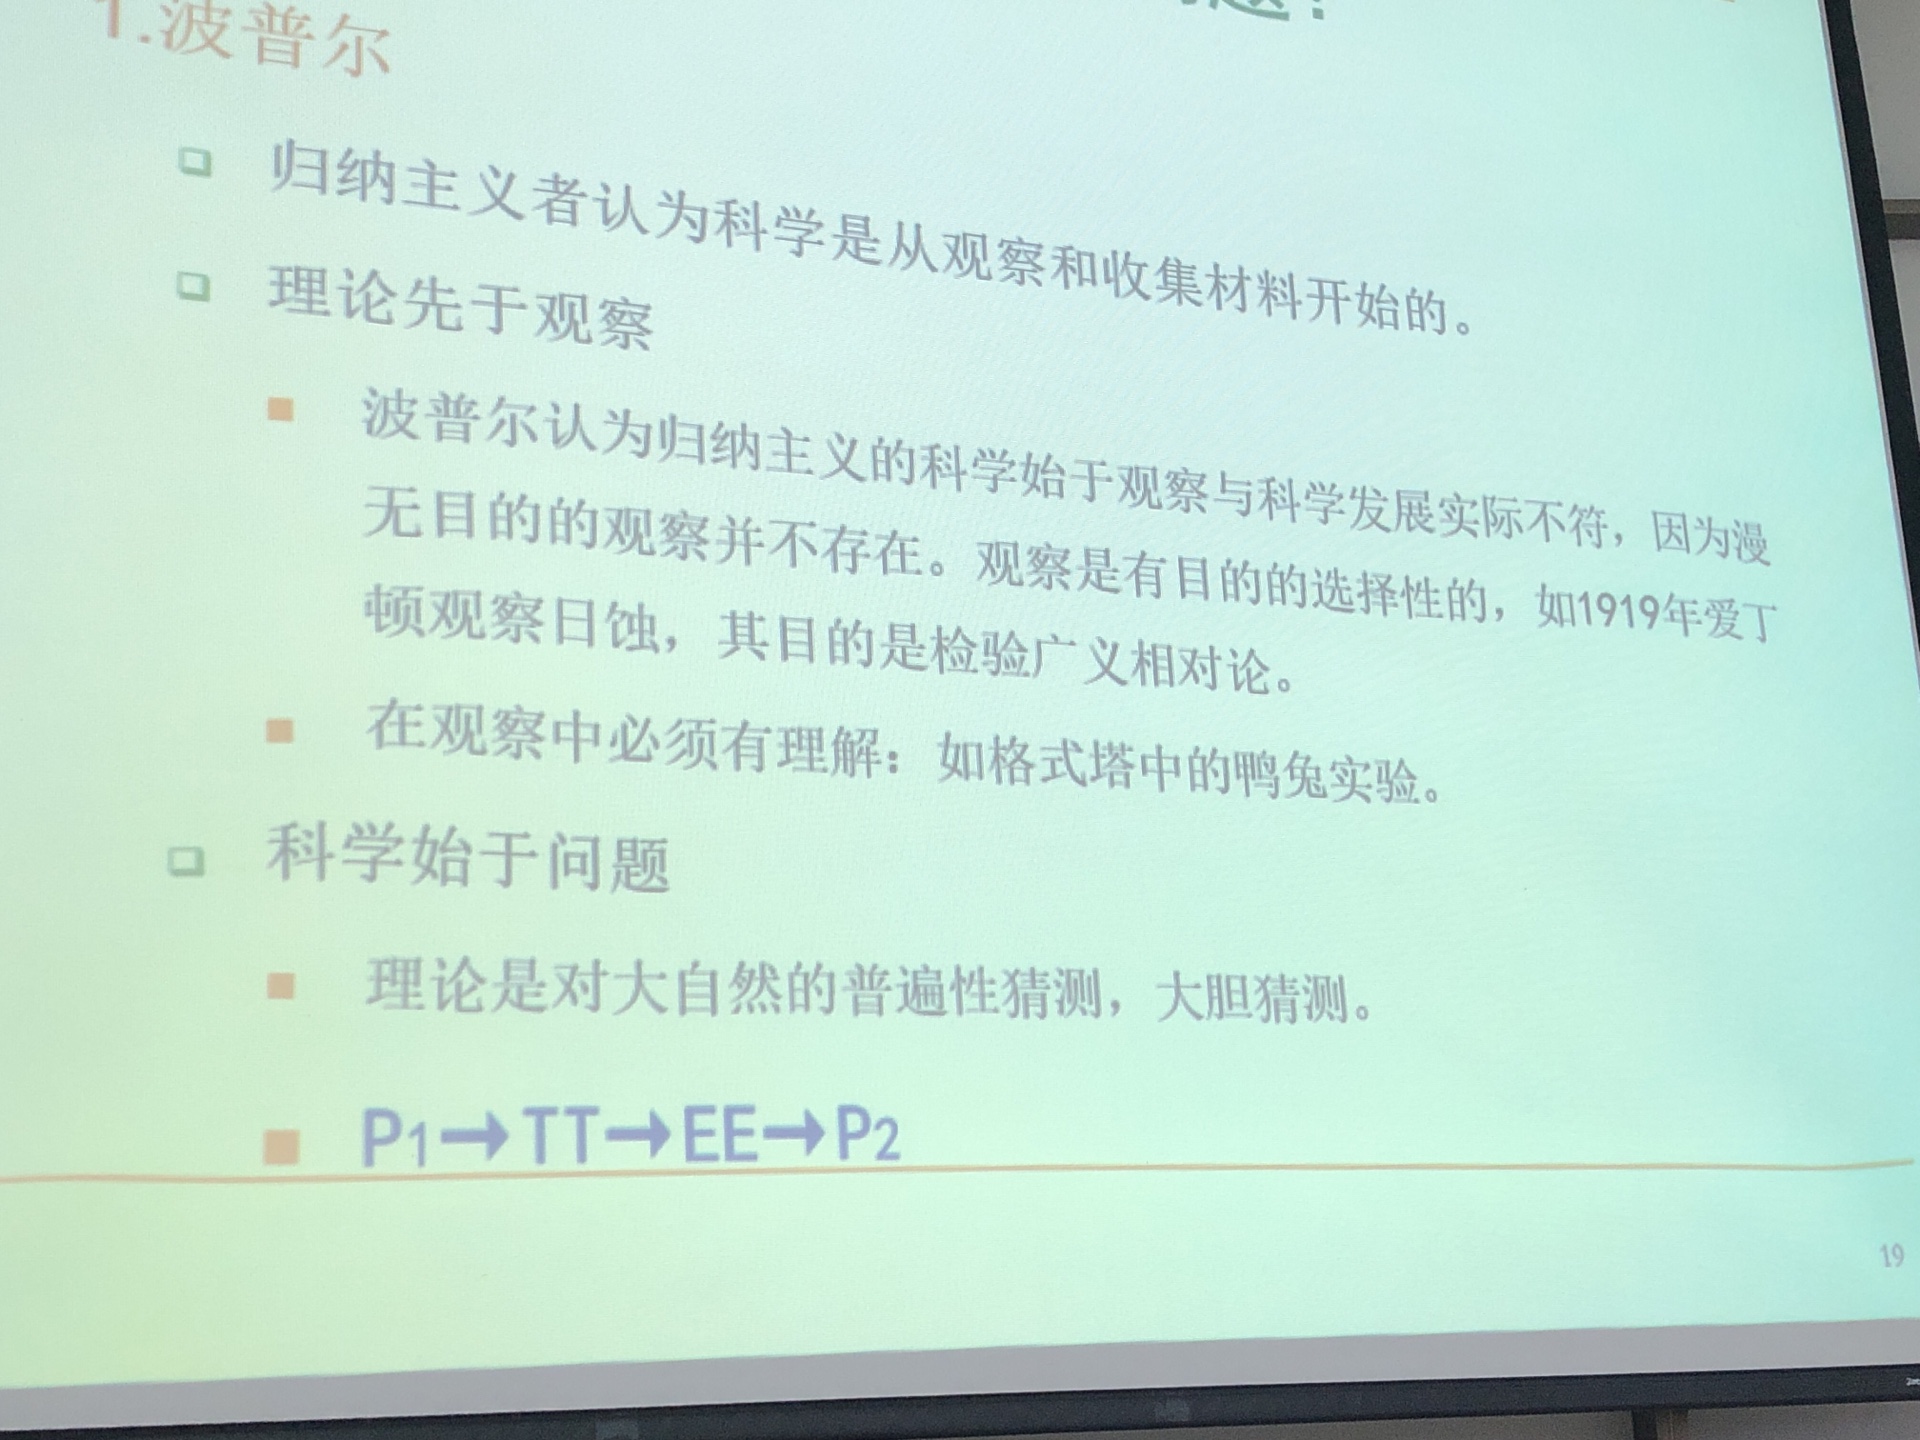 题？
1.波普尔
归纳主义者认为科学是从观察和收集材料开始的。
理论先于观察
波普尔认为归纳主义的科学始于观察与科学发展实际不符，因为漫
无目的的观察并不存在。观察是有目的的选择性的，如1919年爱丁
顿观察日蚀，其目的是检验广义相对论。
在观察中必须有理解：如格式塔中的鸭兔实验。
科学始于问题
理论是对大自然的普遍性猜测，大胆猜测。
P1→TT→EE→P2
19